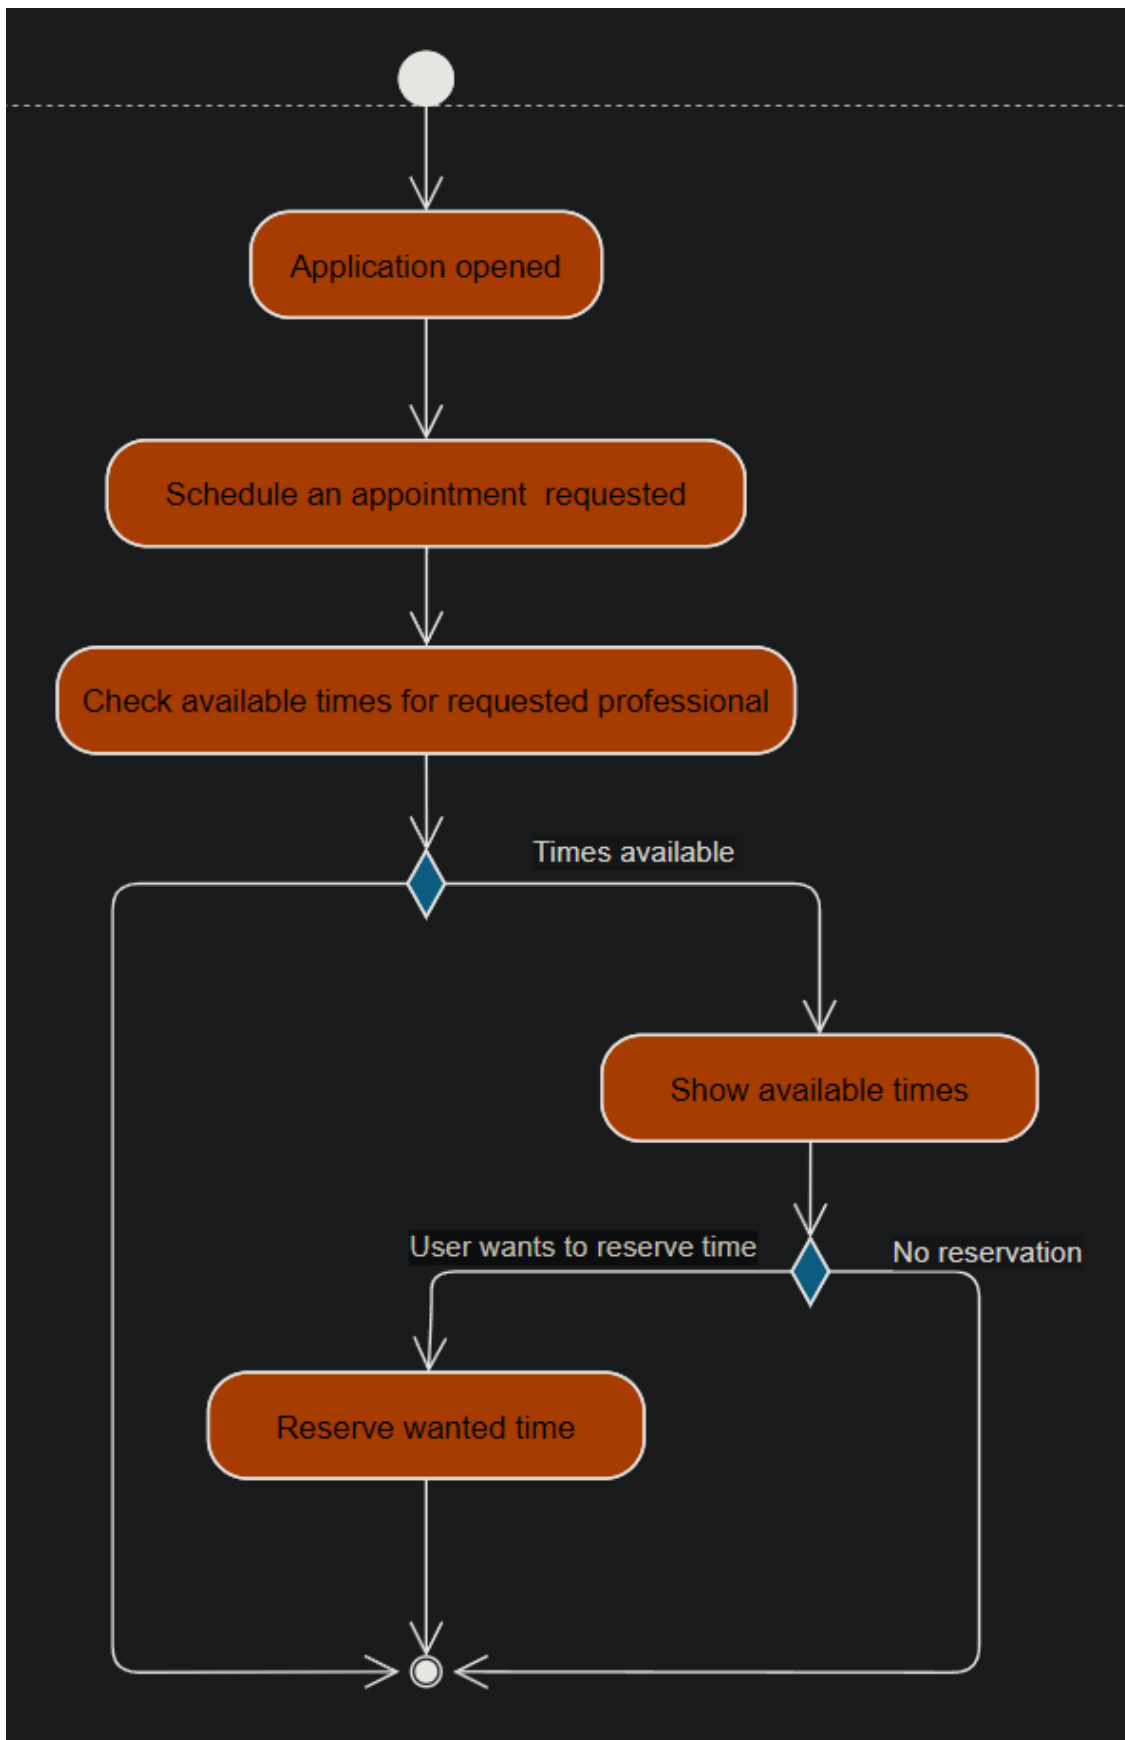 Application opened
Schedule an appointment  requested
Check available times for requested professional
Times available
Show available times
User wants to reserve time
No reservation
Reserve wanted time